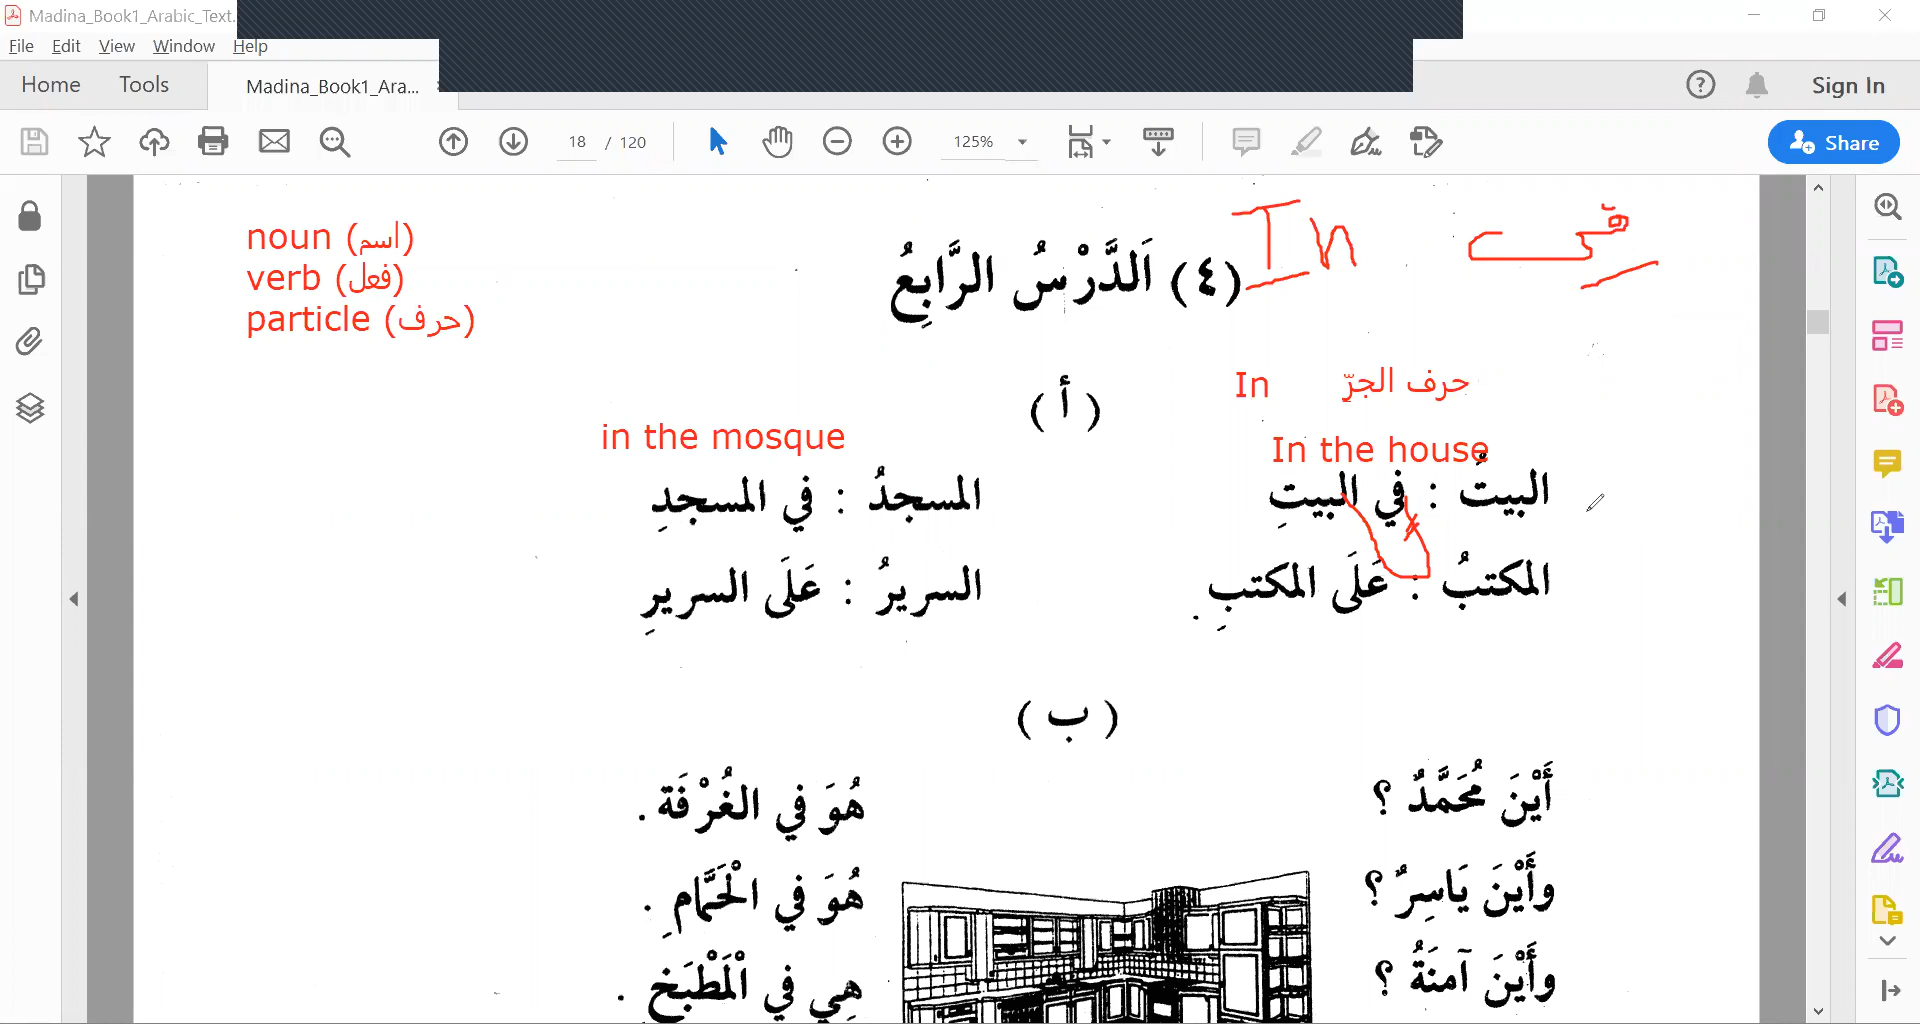 Madina_Book1_Arabic_Text.
File Edit View Window Help
Home Tools Madina_Book1_Ara... Sign In
18 / 120 125% Share
noun (اسم)
verb (فعل)
particle (حرف)
In في
(٤) اَلدَّرْسُ الرَّابِعُ
(أ)
In حرف الجرّ
In the house
in the mosque
البيتُ : في البيتِ
المسجدُ : في المسجدِ
المكتبُ : عَلَى المكتبِ .
السريرُ : عَلَى السريرِ
(ب)
أَيْنَ مُحَمَّدٌ ؟
هُوَ في الغُرْفَة .
وأَيْنَ يَاسِرٌ ؟
هُوَ في الْحَمَّامِ .
وأَيْنَ آمنَةُ ؟
هِي في الْمَطْبَخ .